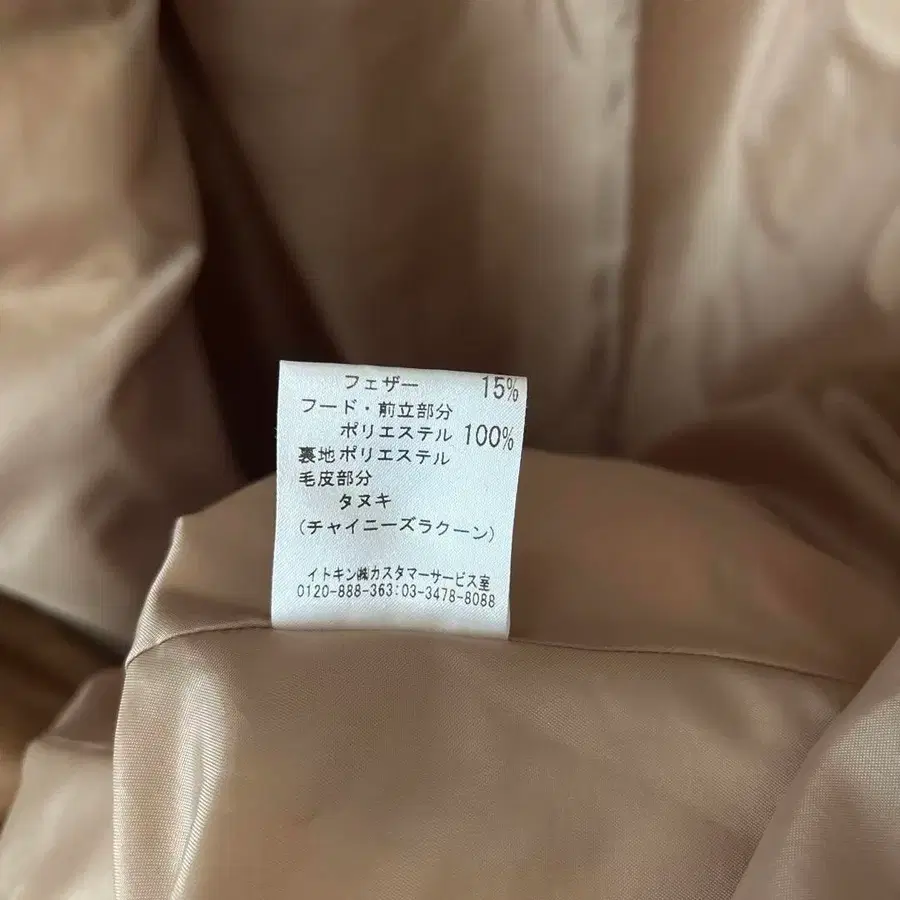 フェザー 15%
フード・前立部分
ポリエステル 100%
裏地ポリエステル
毛皮部分
タヌキ
(チャイニーズラクーン)
イトキン㈱カスタマーサービス室
0120-888-363:03-3478-8088